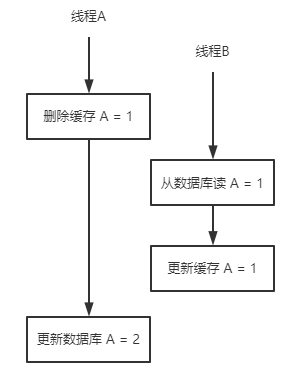 线程A
线程B
删除缓存 A = 1
从数据库读 A = 1
更新缓存 A = 1
更新数据库 A = 2